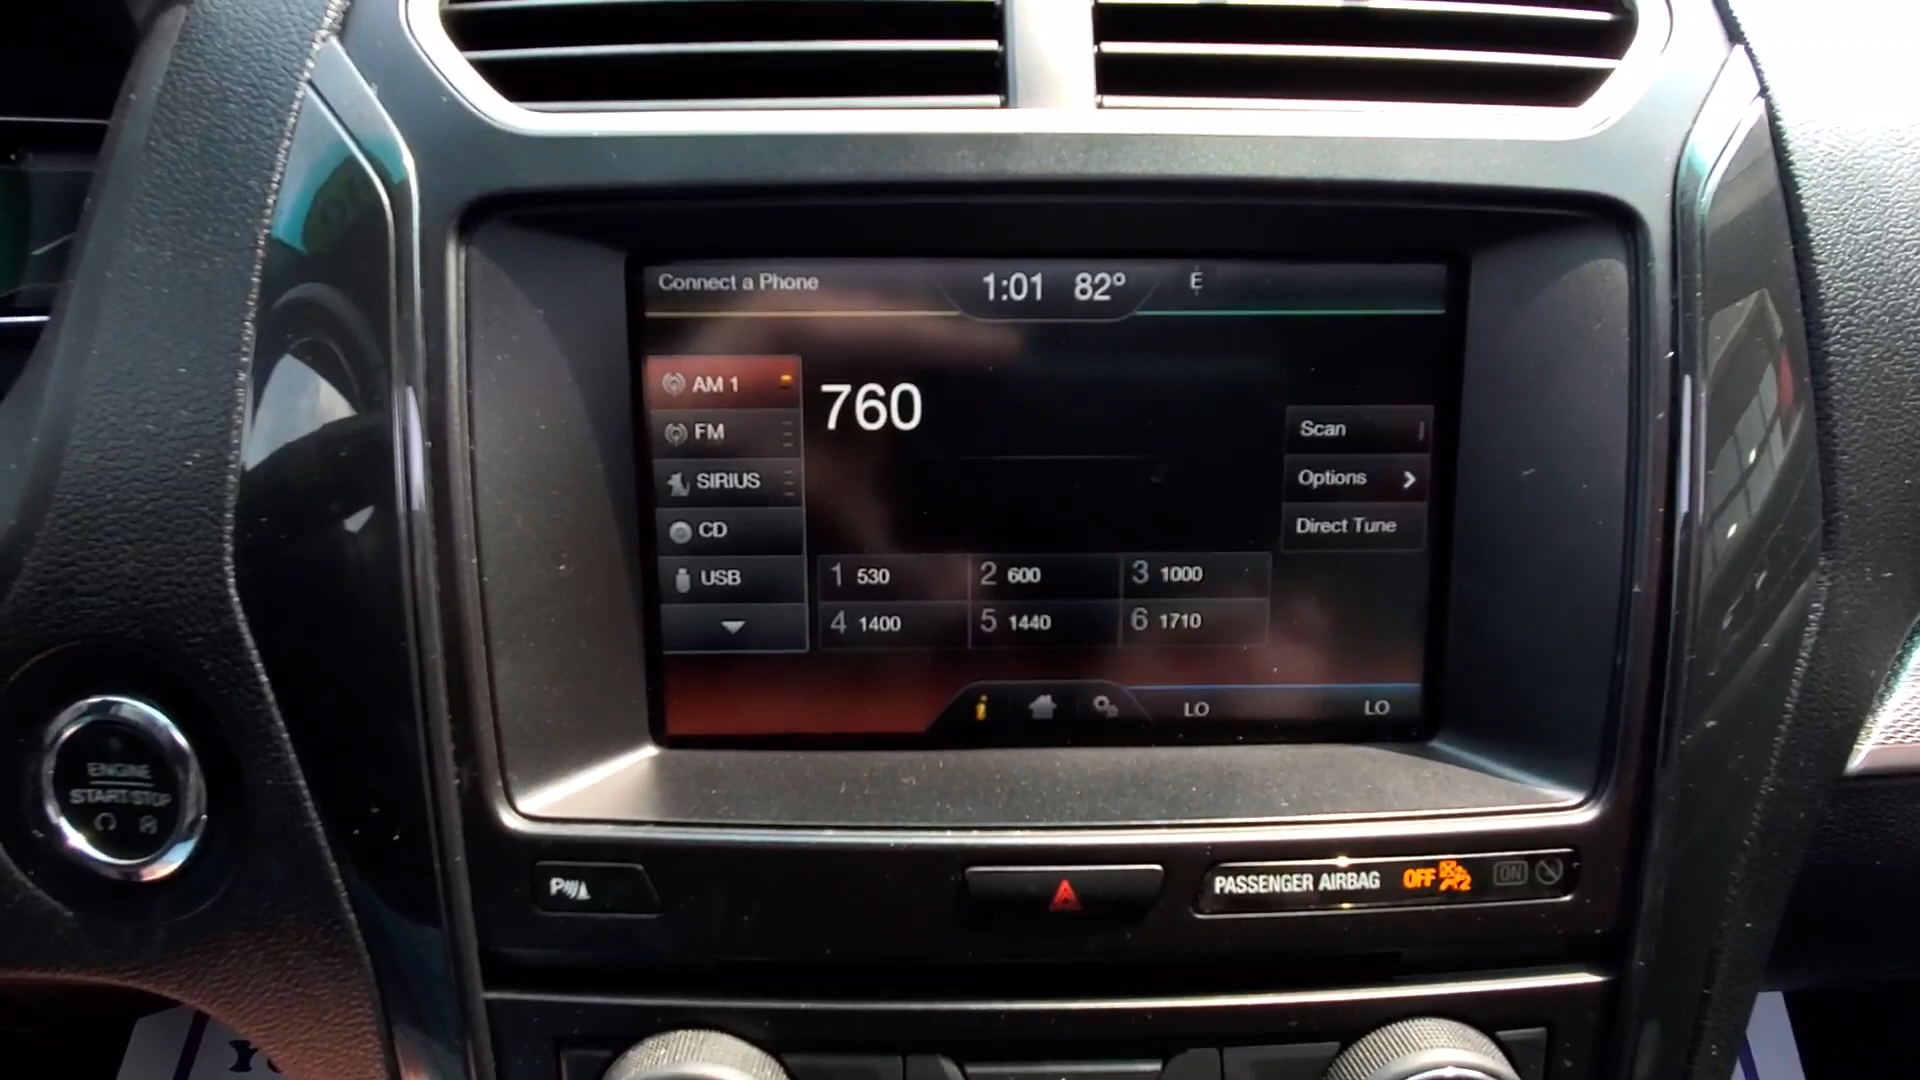 Connect a Phone 1:01 82° E
AM 1
760
FM
Scan
SIRIUS
Options
CD
Direct Tune
USB
1 530 2 600 3 1000
4 1400 5 1440 6 1710
i LO LO
ENGINE
START/STOP
P
PASSENGER AIRBAG OFF 2 ON